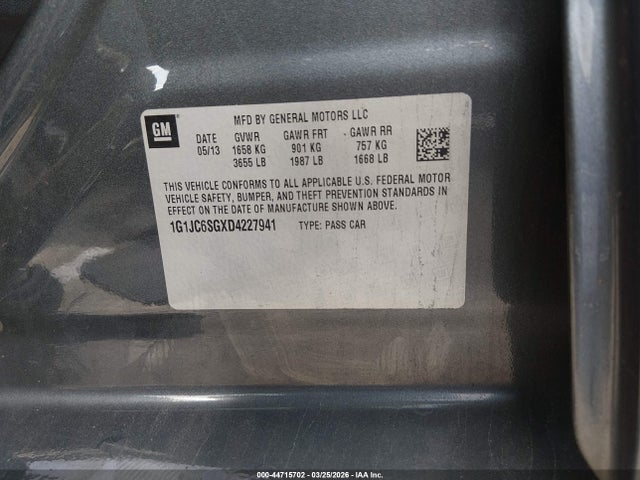 GM
MFD BY GENERAL MOTORS LLC
DATE GVWR GAWR FRT GAWR RR
05/13 1658 KG 901 KG 757 KG
3655 LB 1987 LB 1668 LB
THIS VEHICLE CONFORMS TO ALL APPLICABLE U.S. FEDERAL MOTOR
VEHICLE SAFETY, BUMPER, AND THEFT PREVENTION STANDARDS IN
EFFECT ON THE DATE OF MANUFACTURE SHOWN ABOVE.
1G1JC6SGXD4227941 TYPE: PASS CAR
000-44715702 - 03/25/2026 - IAA Inc.